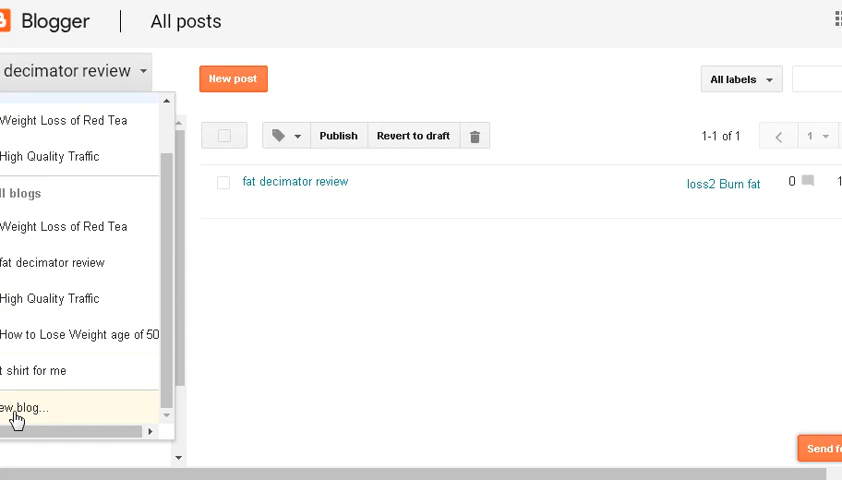 Blogger
All posts
decimator review
New post
All labels
Weight Loss of Red Tea
High Quality Traffic
Publish
Revert to draft
1-1 of 1
1
fat decimator review
loss2 Burn fat
0
1
ll blogs
Weight Loss of Red Tea
fat decimator review
High Quality Traffic
How to Lose Weight age of 50
t shirt for me
ew blog...
Send fe